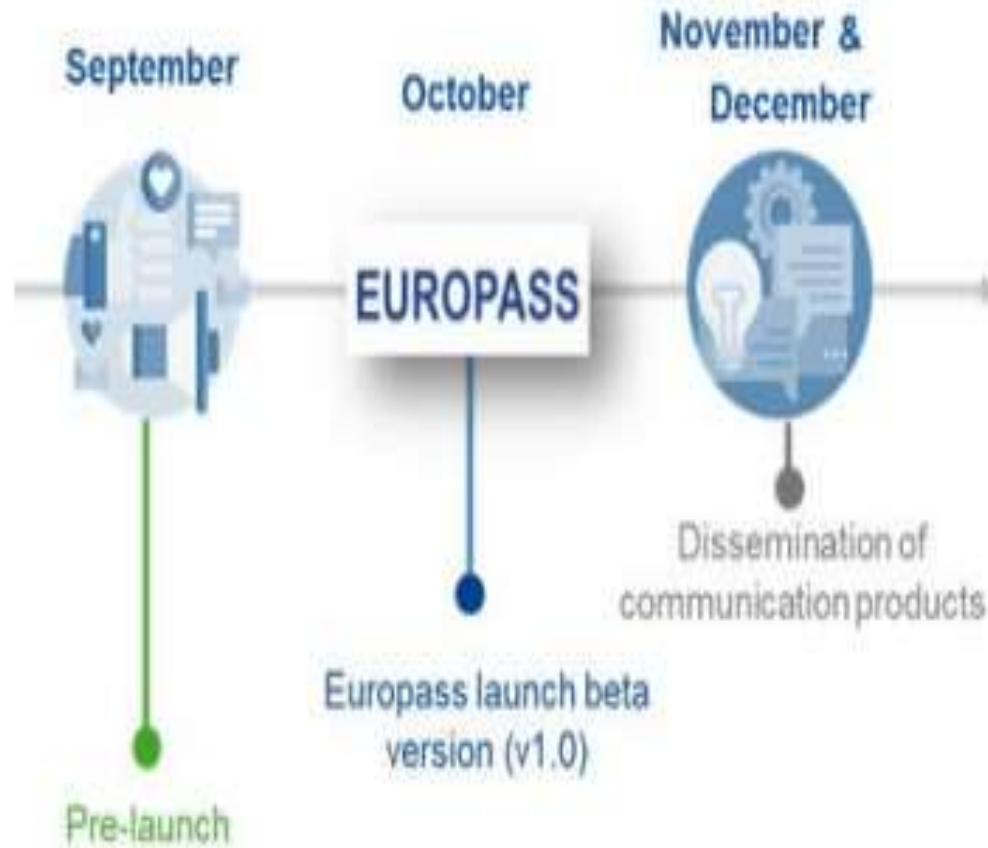 September
October
November &
December
EUROPASS
Dissemination of
communication products
Europass launch beta
version (v1.0)
Pre-launch